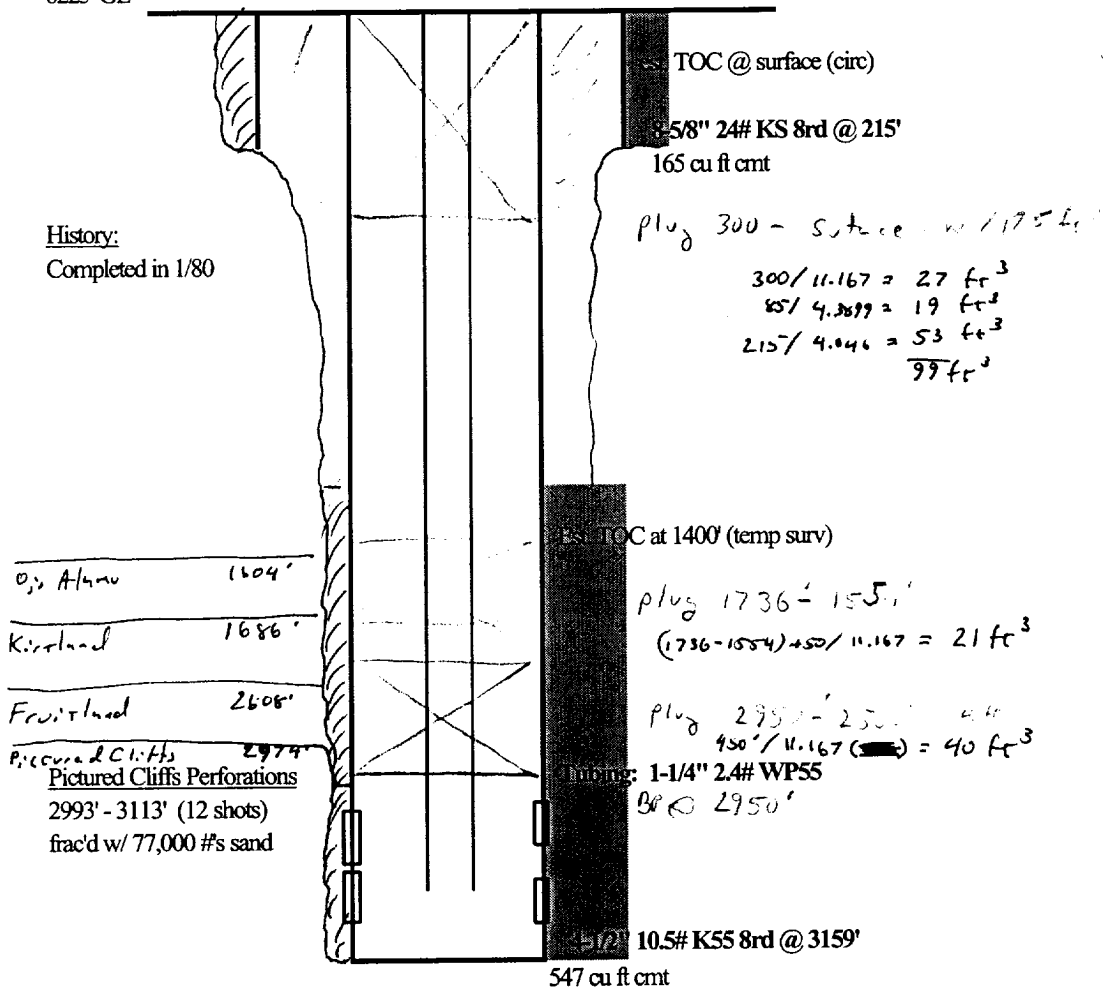 TOC @ surface (circ)
8-5/8" 24# KS 8rd @ 215'
165 cu ft cmt
History:
Completed in 1/80
plug 300 -
300/11.167 = 27 ft³
85/ 4.3899 = 19 ft³
215/ 4.046 = 53 ft³
99 ft³
Est. TOC at 1400' (temp surv)
Ojo Alamo
Kirtland 1686'
Fruitland 2608'
Pictured Cliffs 2974'
plug 1736'-
(1736-1554)+50/ 11.167 = 21 ft³
plug
450'/11.167 = 40 ft³
Tubing: 1-1/4" 2.4# WP55
BP @ 2950'
Pictured Cliffs Perforations
2993' - 3113' (12 shots)
frac'd w/ 77,000 #'s sand
4-1/2" 10.5# K55 8rd @ 3159'
547 cu ft cmt